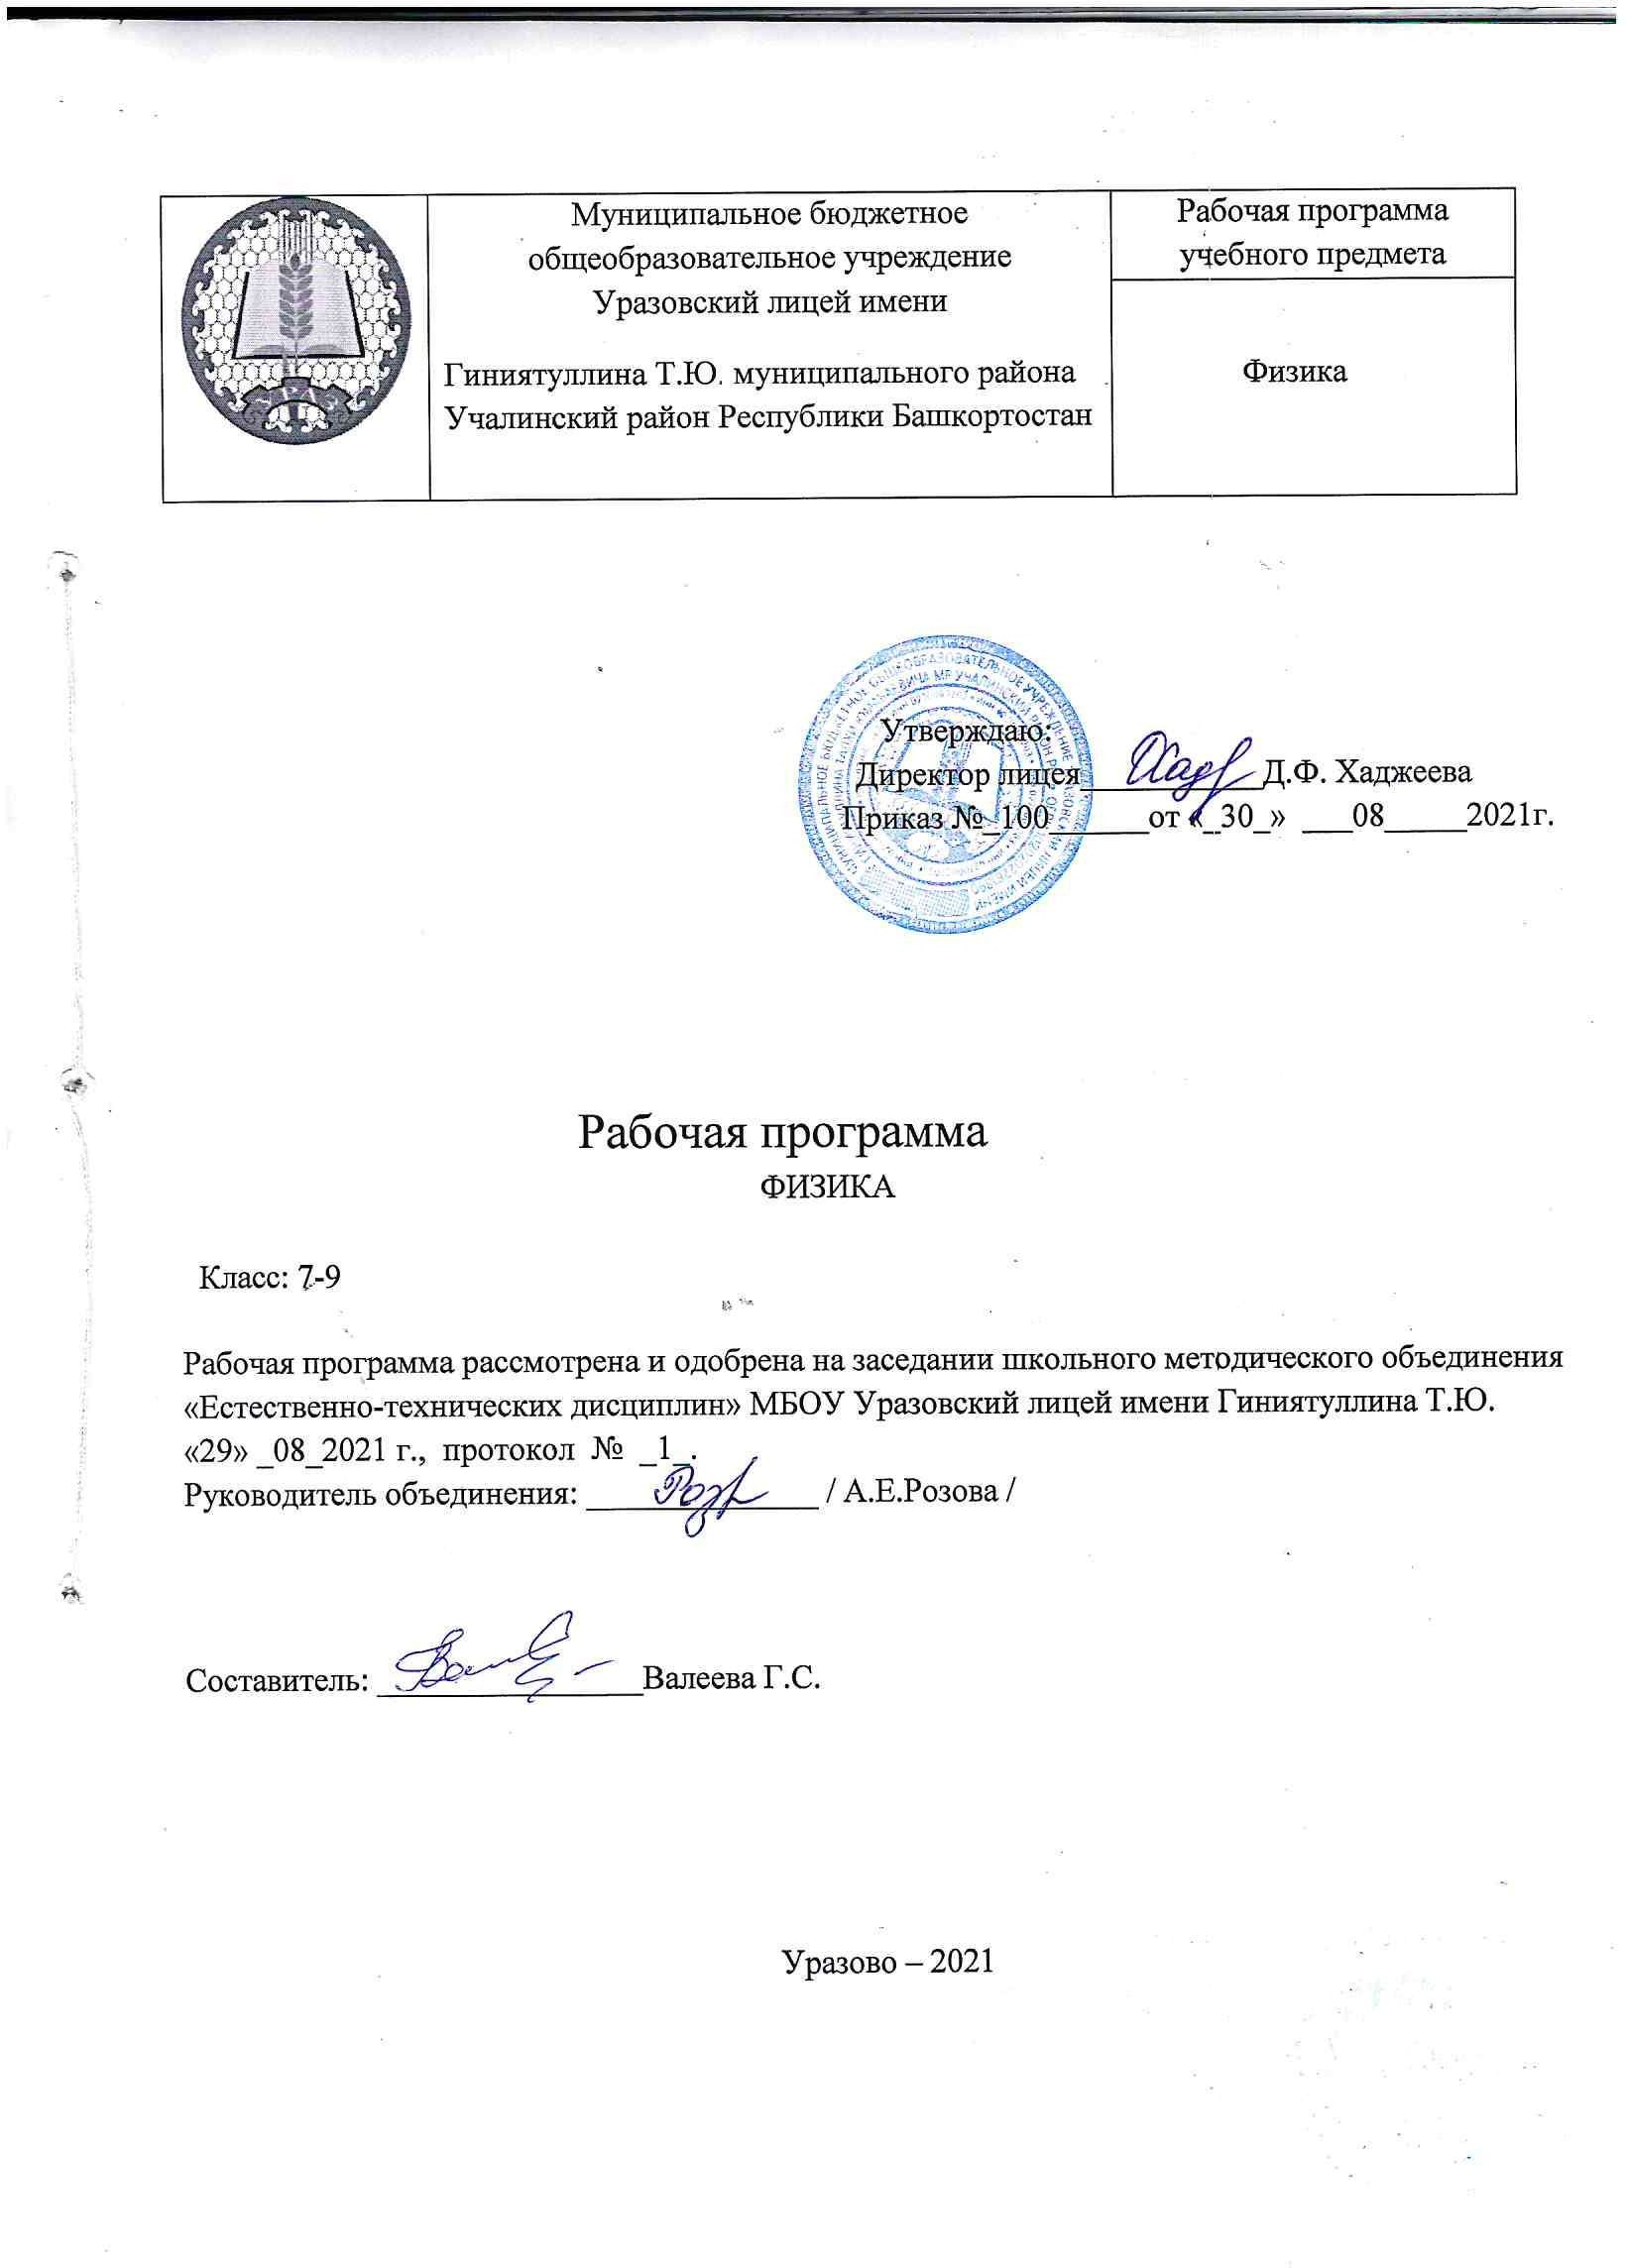 Муниципальное бюджетное
общеобразовательное учреждение
Уразовский лицей имени
Гиниятуллина Т.Ю. муниципального района
Учалинский район Республики Башкортостан
Рабочая программа
учебного предмета
Физика
Утверждаю:
Директор лицея____________Д.Ф. Хаджеева
Приказ №_100______от «_30_» ___08_____2021г.
Рабочая программа
ФИЗИКА
Класс: 7-9
Рабочая программа рассмотрена и одобрена на заседании школьного методического объединения
«Естественно-технических дисциплин» МБОУ Уразовский лицей имени Гиниятуллина Т.Ю.
«29» _08_2021 г., протокол № _1_.
Руководитель объединения: ______________ / А.Е.Розова /
Составитель: ________________Валеева Г.С.
Уразово – 2021